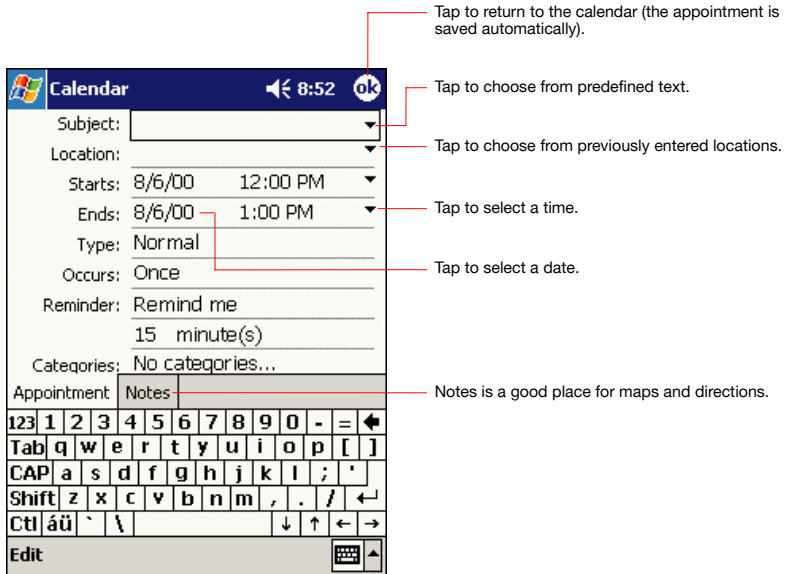 Tap to return to the calendar (the appointment is
saved automatically).
Calendar 8:52 ok
Tap to choose from predefined text.
Subject:
Location:
Tap to choose from previously entered locations.
Starts: 8/6/00 12:00 PM
Ends: 8/6/00 1:00 PM
Tap to select a time.
Type: Normal
Occurs: Once
Tap to select a date.
Reminder: Remind me
15 minute(s)
Categories: No categories...
Appointment Notes
Notes is a good place for maps and directions.
123 1 2 3 4 5 6 7 8 9 0 - = ←
Tab q w e r t y u i o p [ ]
CAP a s d f g h j k l ; '
Shift z x c v b n m , . / ↵
Ctl áü ` \ ↓ ↑ ← →
Edit